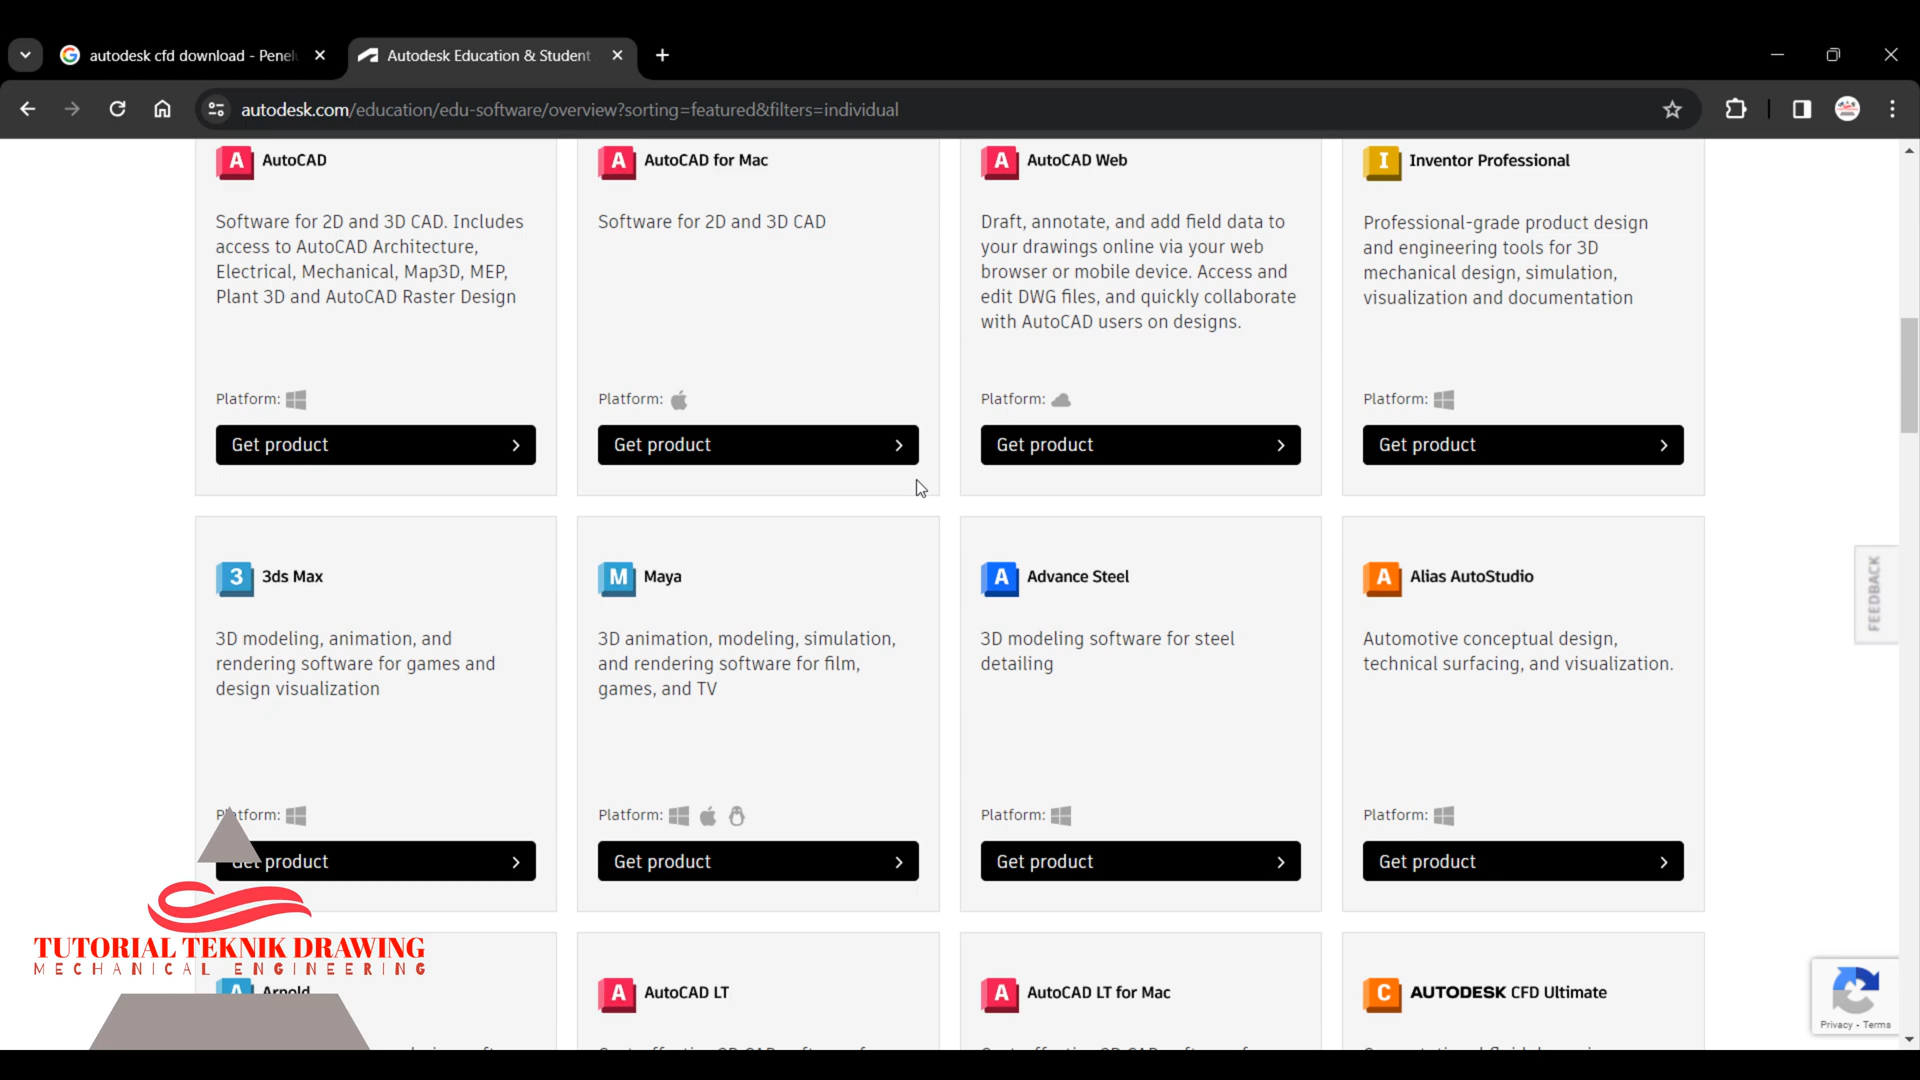 autodesk cfd download - Penel
Autodesk Education & Student
autodesk.com/education/edu-software/overview?sorting=featured&filters=individual
A AutoCAD
Software for 2D and 3D CAD. Includes
access to AutoCAD Architecture,
Electrical, Mechanical, Map3D, MEP,
Plant 3D and AutoCAD Raster Design
Platform:
Get product
A AutoCAD for Mac
Software for 2D and 3D CAD
Platform:
Get product
A AutoCAD Web
Draft, annotate, and add field data to
your drawings online via your web
browser or mobile device. Access and
edit DWG files, and quickly collaborate
with AutoCAD users on designs.
Platform:
Get product
I Inventor Professional
Professional-grade product design
and engineering tools for 3D
mechanical design, simulation,
visualization and documentation
Platform:
Get product
3 3ds Max
3D modeling, animation, and
rendering software for games and
design visualization
Platform:
Get product
M Maya
3D animation, modeling, simulation,
and rendering software for film,
games, and TV
Platform:
Get product
A Advance Steel
3D modeling software for steel
detailing
Platform:
Get product
A Alias AutoStudio
Automotive conceptual design,
technical surfacing, and visualization.
Platform:
Get product
FEEDBACK
TUTORIAL TEKNIK DRAWING
MECHANICAL ENGINEERING
A Arnold
A AutoCAD LT
A AutoCAD LT for Mac
C AUTODESK CFD Ultimate
Privacy - Terms